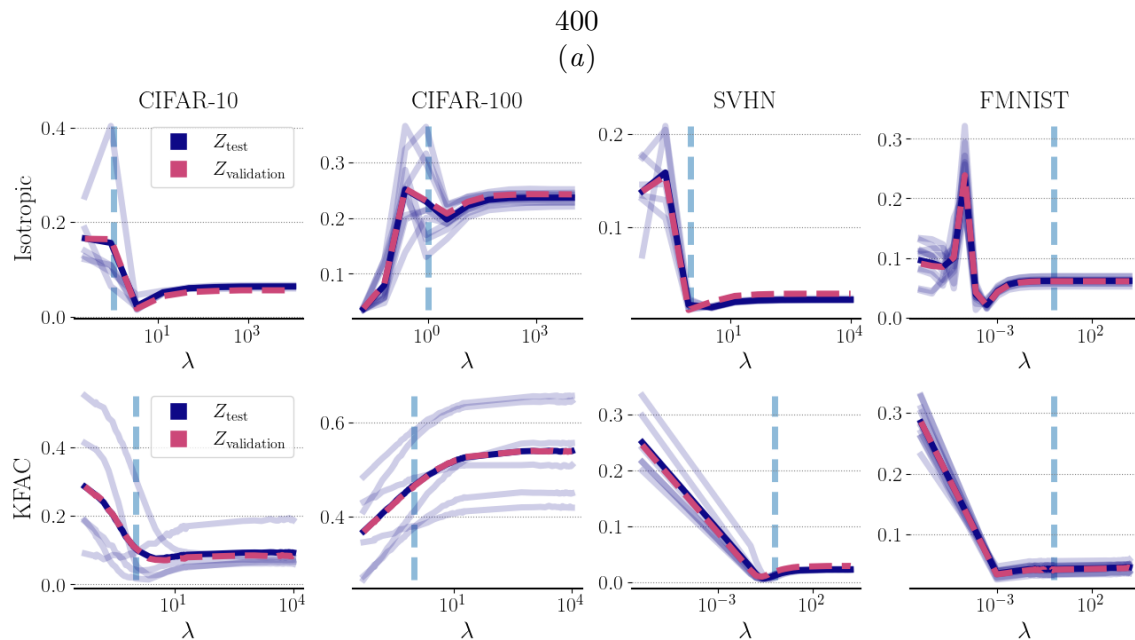 400
(a)
CIFAR-10 CIFAR-100 SVHN FMNIST
Isotropic
0.4
0.2
0.0
Z_test
Z_validation
10^1 10^3
λ
0.3
0.2
0.1
10^0 10^3
λ
0.2
0.1
10^1 10^4
λ
0.3
0.2
0.1
0.0
10^-3 10^2
λ
KFAC
0.4
0.2
0.0
Z_test
Z_validation
10^1 10^4
λ
0.6
0.4
10^1 10^4
λ
0.3
0.2
0.1
0.0
10^-3 10^2
λ
0.3
0.2
0.1
10^-3 10^2
λ